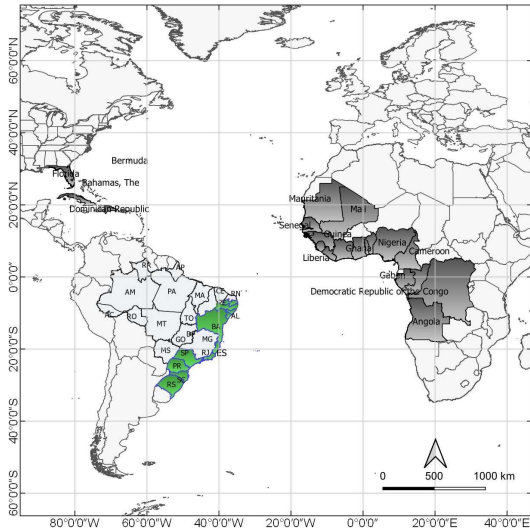 60°0'0"N
40°0'0"N
20°0'0"N
0°0'0"
20°0'0"S
40°0'0"S
60°0'0"S
Bermuda
Florida
Bahamas, The
Dominican Republic
Mauritania
Mali
Senegal
Guinea
Nigeria
Ghana
Liberia
Cameroon
Gabon
Democratic Republic of the Congo
Angola
RR
AP
AM
PA
MA
CE
RN
PE
AL
AC
RO
TO
BA
MT
DF
GO
MG
MS
SP
RJ
ES
PR
SC
RS
0 500 1000 km
80°0'0"W 60°0'0"W 40°0'0"W 20°0'0"W 0°0'0" 20°0'0"E